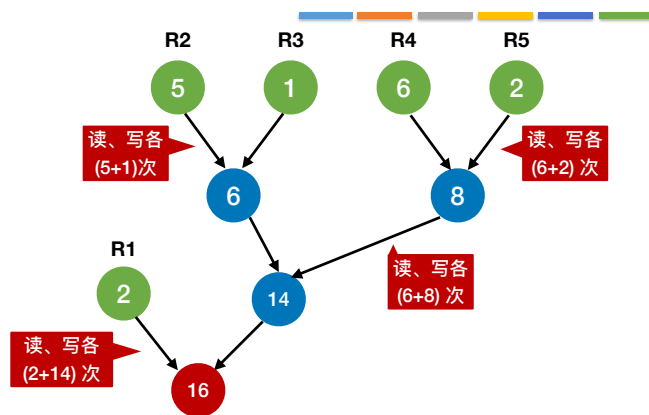 R2 R3 R4 R5
5 1 6 2
读、写各
(5+1)次
读、写各
(6+2) 次
6 8
R1
读、写各
(6+8) 次
2 14
读、写各
(2+14) 次
16